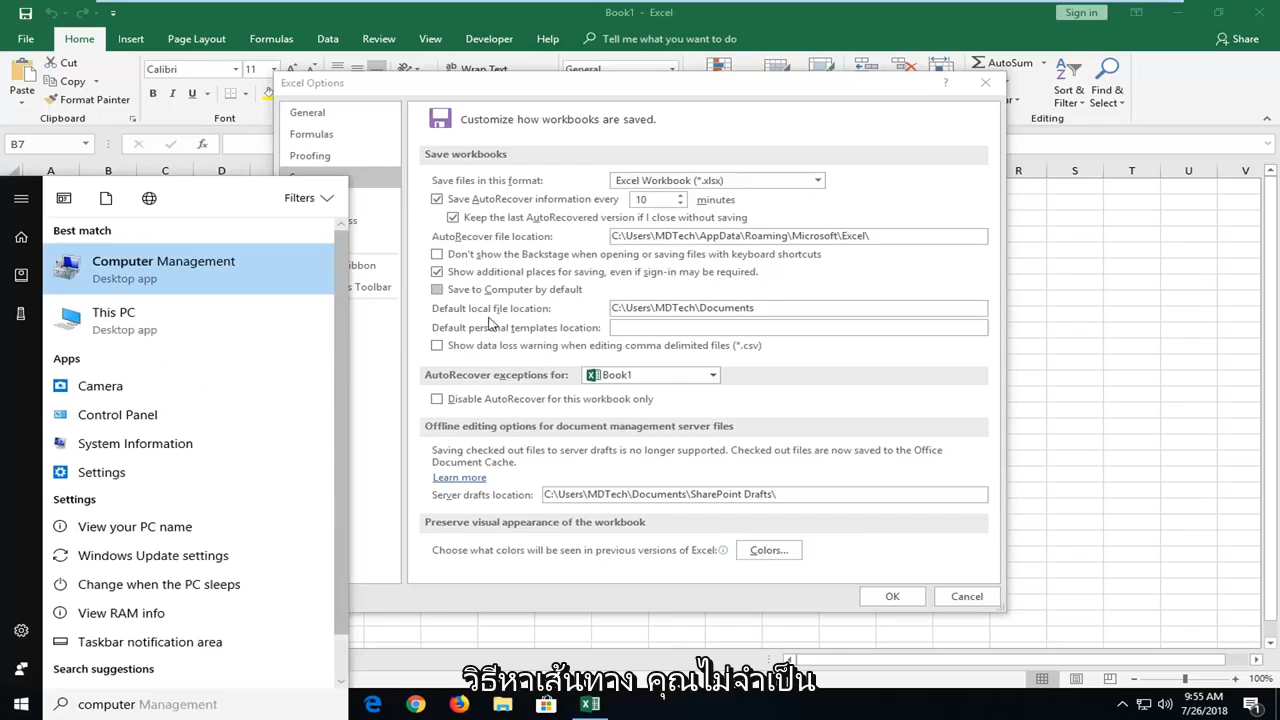 Book1 - Excel
Sign in
File Home Insert Page Layout Formulas Data Review View Developer Help Tell me what you want to do Share
Cut
Copy
Format Painter
Paste
Clipboard
Calibri
B I U
Font
Wrap Text
General
AutoSum
Sort & Filter
Find & Select
Editing
B7
A B C D R S T U V
Excel Options
General
Formulas
Proofing
Customize how workbooks are saved.
Save workbooks
Save files in this format: Excel Workbook (*.xlsx)
Save AutoRecover information every 10 minutes
Keep the last AutoRecovered version if I close without saving
AutoRecover file location: C:\Users\MDTech\AppData\Roaming\Microsoft\Excel\
Don't show the Backstage when opening or saving files with keyboard shortcuts
Show additional places for saving, even if sign-in may be required.
Save to Computer by default
Default local file location: C:\Users\MDTech\Documents
Default personal templates location:
Show data loss warning when editing comma delimited files (*.csv)
AutoRecover exceptions for: Book1
Disable AutoRecover for this workbook only
Offline editing options for document management server files
Saving checked out files to server drafts is no longer supported. Checked out files are now saved to the Office
Document Cache.
Learn more
Server drafts location: C:\Users\MDTech\Documents\SharePoint Drafts\
Preserve visual appearance of the workbook
Choose what colors will be seen in previous versions of Excel: Colors...
OK Cancel
Toolbar
Filters
Best match
Computer Management
Desktop app
This PC
Desktop app
Apps
Camera
Control Panel
System Information
Settings
Settings
View your PC name
Windows Update settings
Change when the PC sleeps
View RAM info
Taskbar notification area
Search suggestions
computer Management
วิธีหาเส้นทาง คุณไม่จำเป็น
100%
9:55 AM
7/26/2018